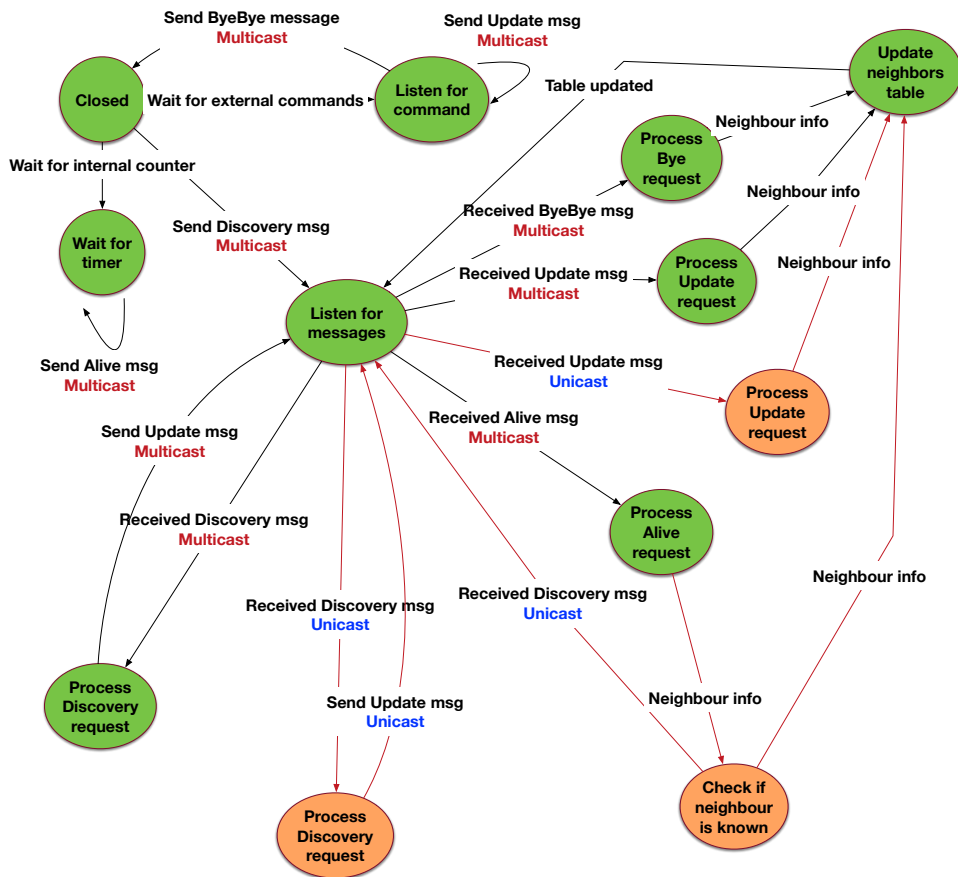 Send ByeBye message
Multicast
Send Update msg
Multicast
Update
neighbors
table
Closed
Wait for external commands
Listen for
command
Table updated
Neighbour info
Process
Bye
request
Wait for internal counter
Neighbour info
Received ByeBye msg
Multicast
Send Discovery msg
Multicast
Wait for
timer
Neighbour info
Process
Update
request
Received Update msg
Multicast
Listen for
messages
Send Alive msg
Multicast
Received Update msg
Unicast
Process
Update
request
Received Alive msg
Multicast
Send Update msg
Multicast
Received Discovery msg
Multicast
Process
Alive
request
Received Discovery msg
Unicast
Received Discovery msg
Unicast
Neighbour info
Process
Discovery
request
Send Update msg
Unicast
Neighbour info
Process
Discovery
request
Check if
neighbour
is known